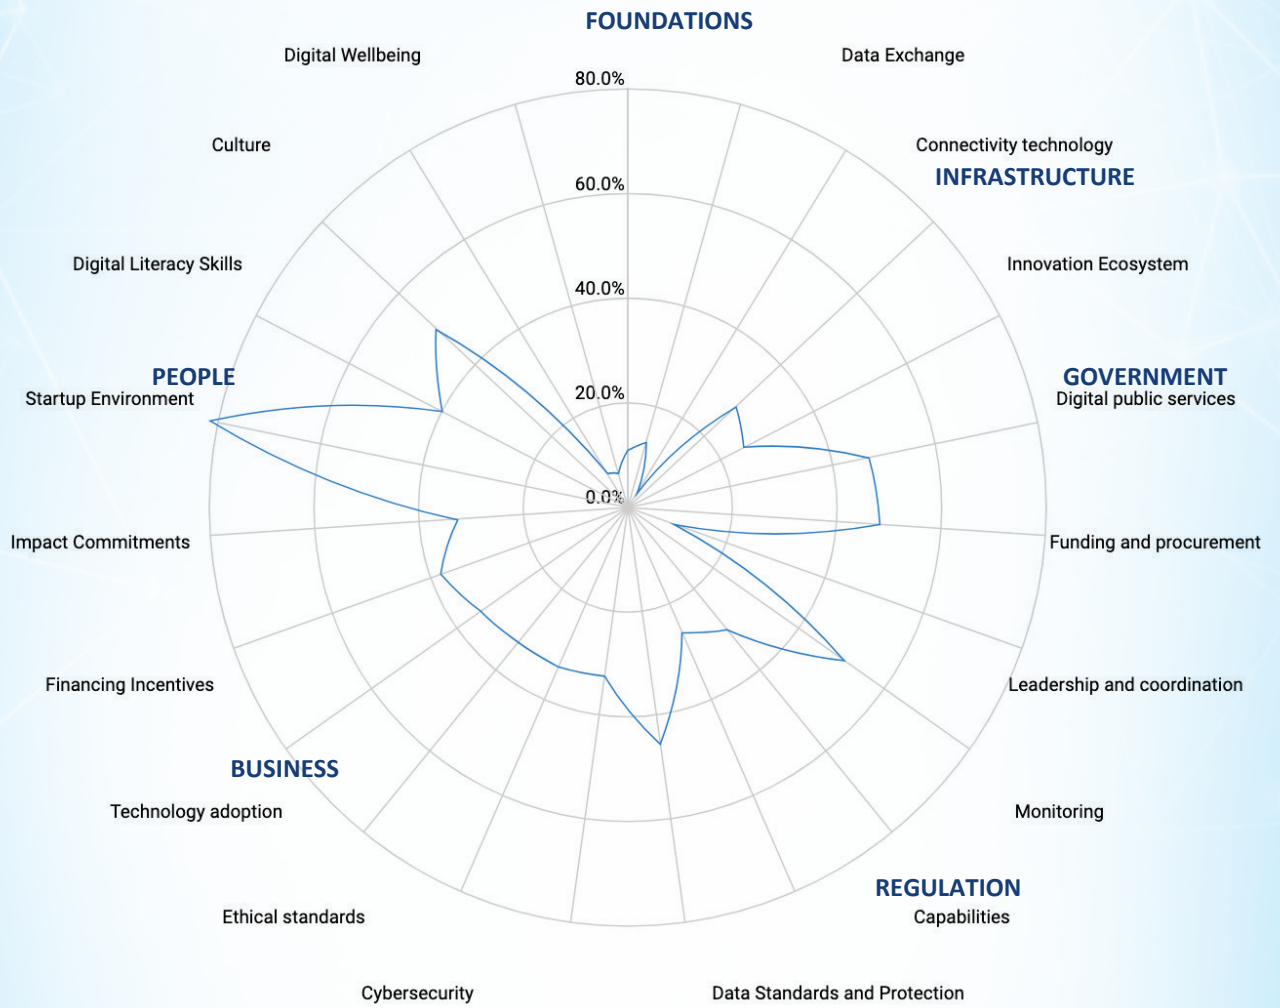 FOUNDATIONS
Digital Wellbeing
Data Exchange
80.0%
Culture
Connectivity technology
INFRASTRUCTURE
60.0%
Digital Literacy Skills
Innovation Ecosystem
40.0%
PEOPLE
GOVERNMENT
Startup Environment
20.0%
Digital public services
0.0%
Impact Commitments
Funding and procurement
Financing Incentives
Leadership and coordination
BUSINESS
Technology adoption
Monitoring
REGULATION
Ethical standards
Capabilities
Cybersecurity
Data Standards and Protection